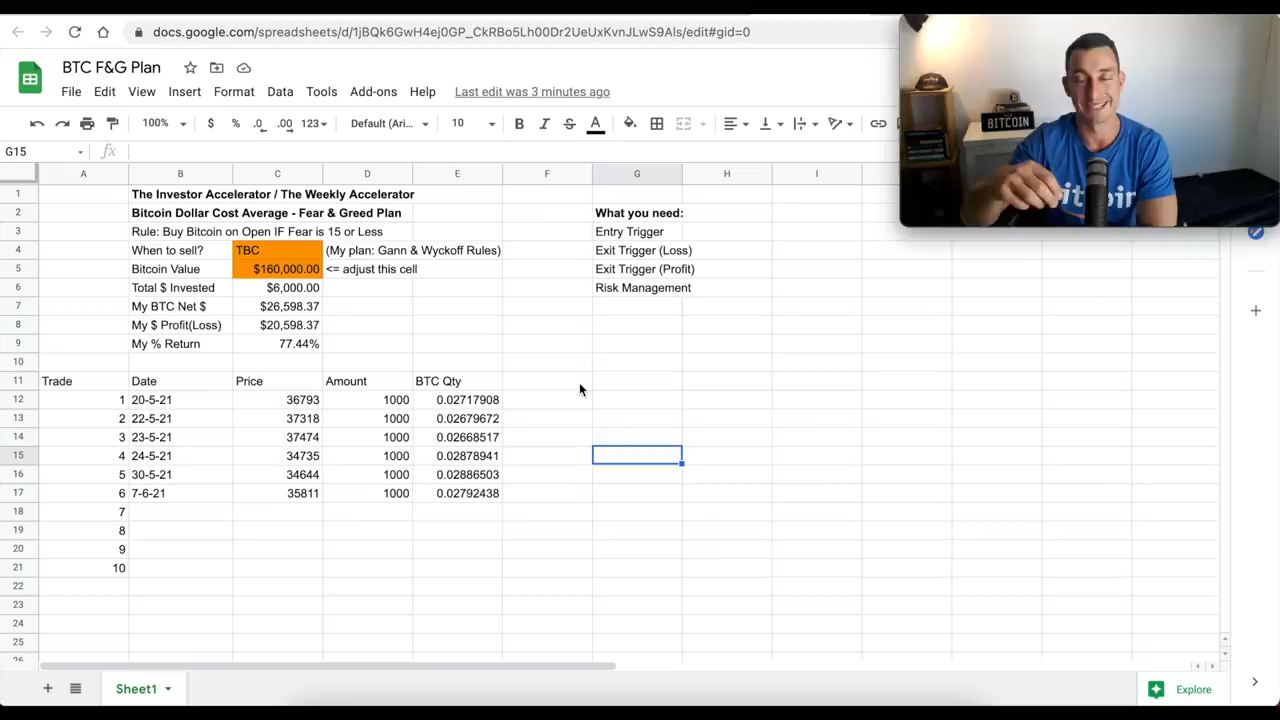 docs.google.com/spreadsheets/d/1jBQk6GwH4ej0GP_CkRBo5Lh00Dr2UeUxKvnJLwS9AIs/edit#gid=0
BTC F&G Plan
File Edit View Insert Format Data Tools Add-ons Help Last edit was 3 minutes ago
100% $ % .0 .00 123 Default (Ari... 10 B I S A
G15 fx
A B C D E F G H I
1 The Investor Accelerator / The Weekly Accelerator
2 Bitcoin Dollar Cost Average - Fear & Greed Plan What you need:
3 Rule: Buy Bitcoin on Open IF Fear is 15 or Less Entry Trigger
4 When to sell? TBC (My plan: Gann & Wyckoff Rules) Exit Trigger (Loss)
5 Bitcoin Value $160,000.00 <= adjust this cell Exit Trigger (Profit)
6 Total $ Invested $6,000.00 Risk Management
7 My BTC Net $ $26,598.37
8 My $ Profit(Loss) $20,598.37
9 My % Return 77.44%
10
11 Trade Date Price Amount BTC Qty
12 1 20-5-21 36793 1000 0.02717908
13 2 22-5-21 37318 1000 0.02679672
14 3 23-5-21 37474 1000 0.02668517
15 4 24-5-21 34735 1000 0.02878941
16 5 30-5-21 34644 1000 0.02886503
17 6 7-6-21 35811 1000 0.02792438
18 7
19 8
20 9
21 10
22
23
24
25
26
Sheet1 Explore
BITCOIN